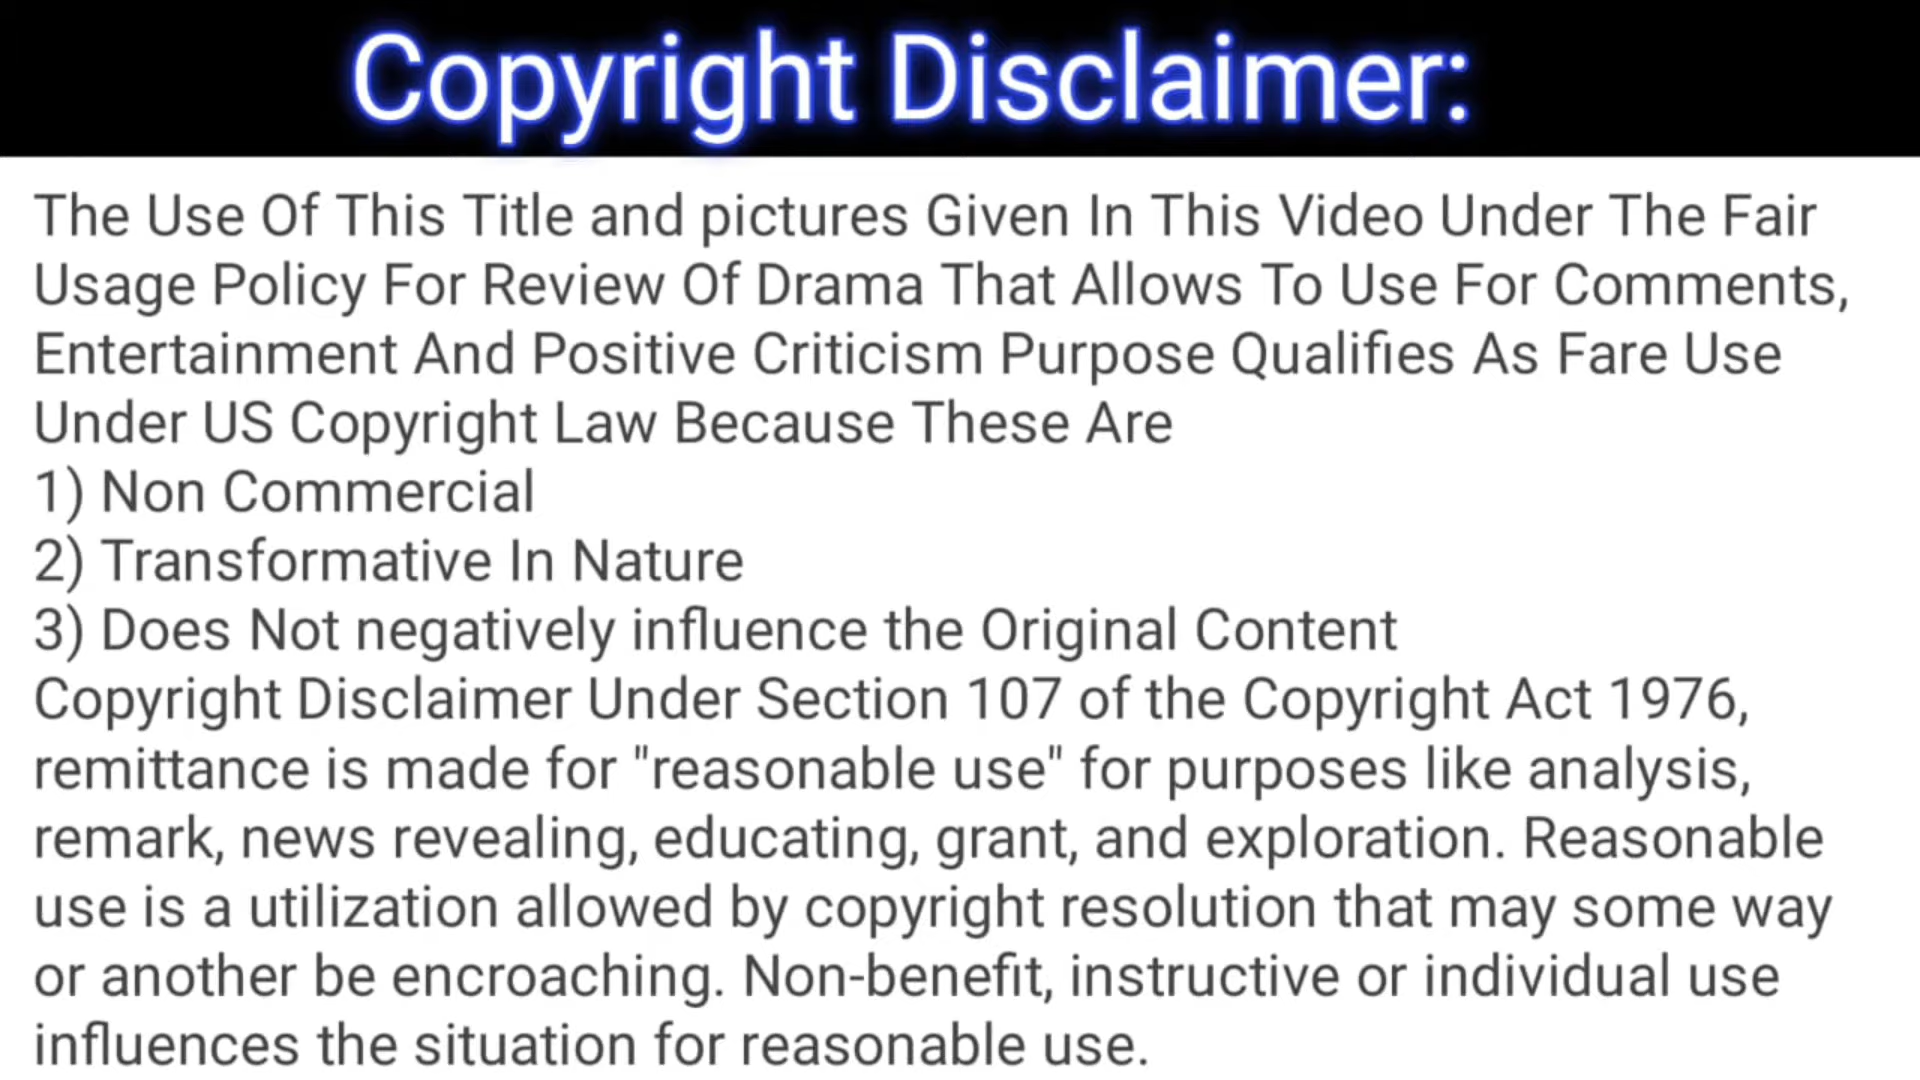 Copyright Disclaimer:
The Use Of This Title and pictures Given In This Video Under The Fair
Usage Policy For Review Of Drama That Allows To Use For Comments,
Entertainment And Positive Criticism Purpose Qualifies As Fare Use
Under US Copyright Law Because These Are
1) Non Commercial
2) Transformative In Nature
3) Does Not negatively influence the Original Content
Copyright Disclaimer Under Section 107 of the Copyright Act 1976,
remittance is made for "reasonable use" for purposes like analysis,
remark, news revealing, educating, grant, and exploration. Reasonable
use is a utilization allowed by copyright resolution that may some way
or another be encroaching. Non-benefit, instructive or individual use
influences the situation for reasonable use.